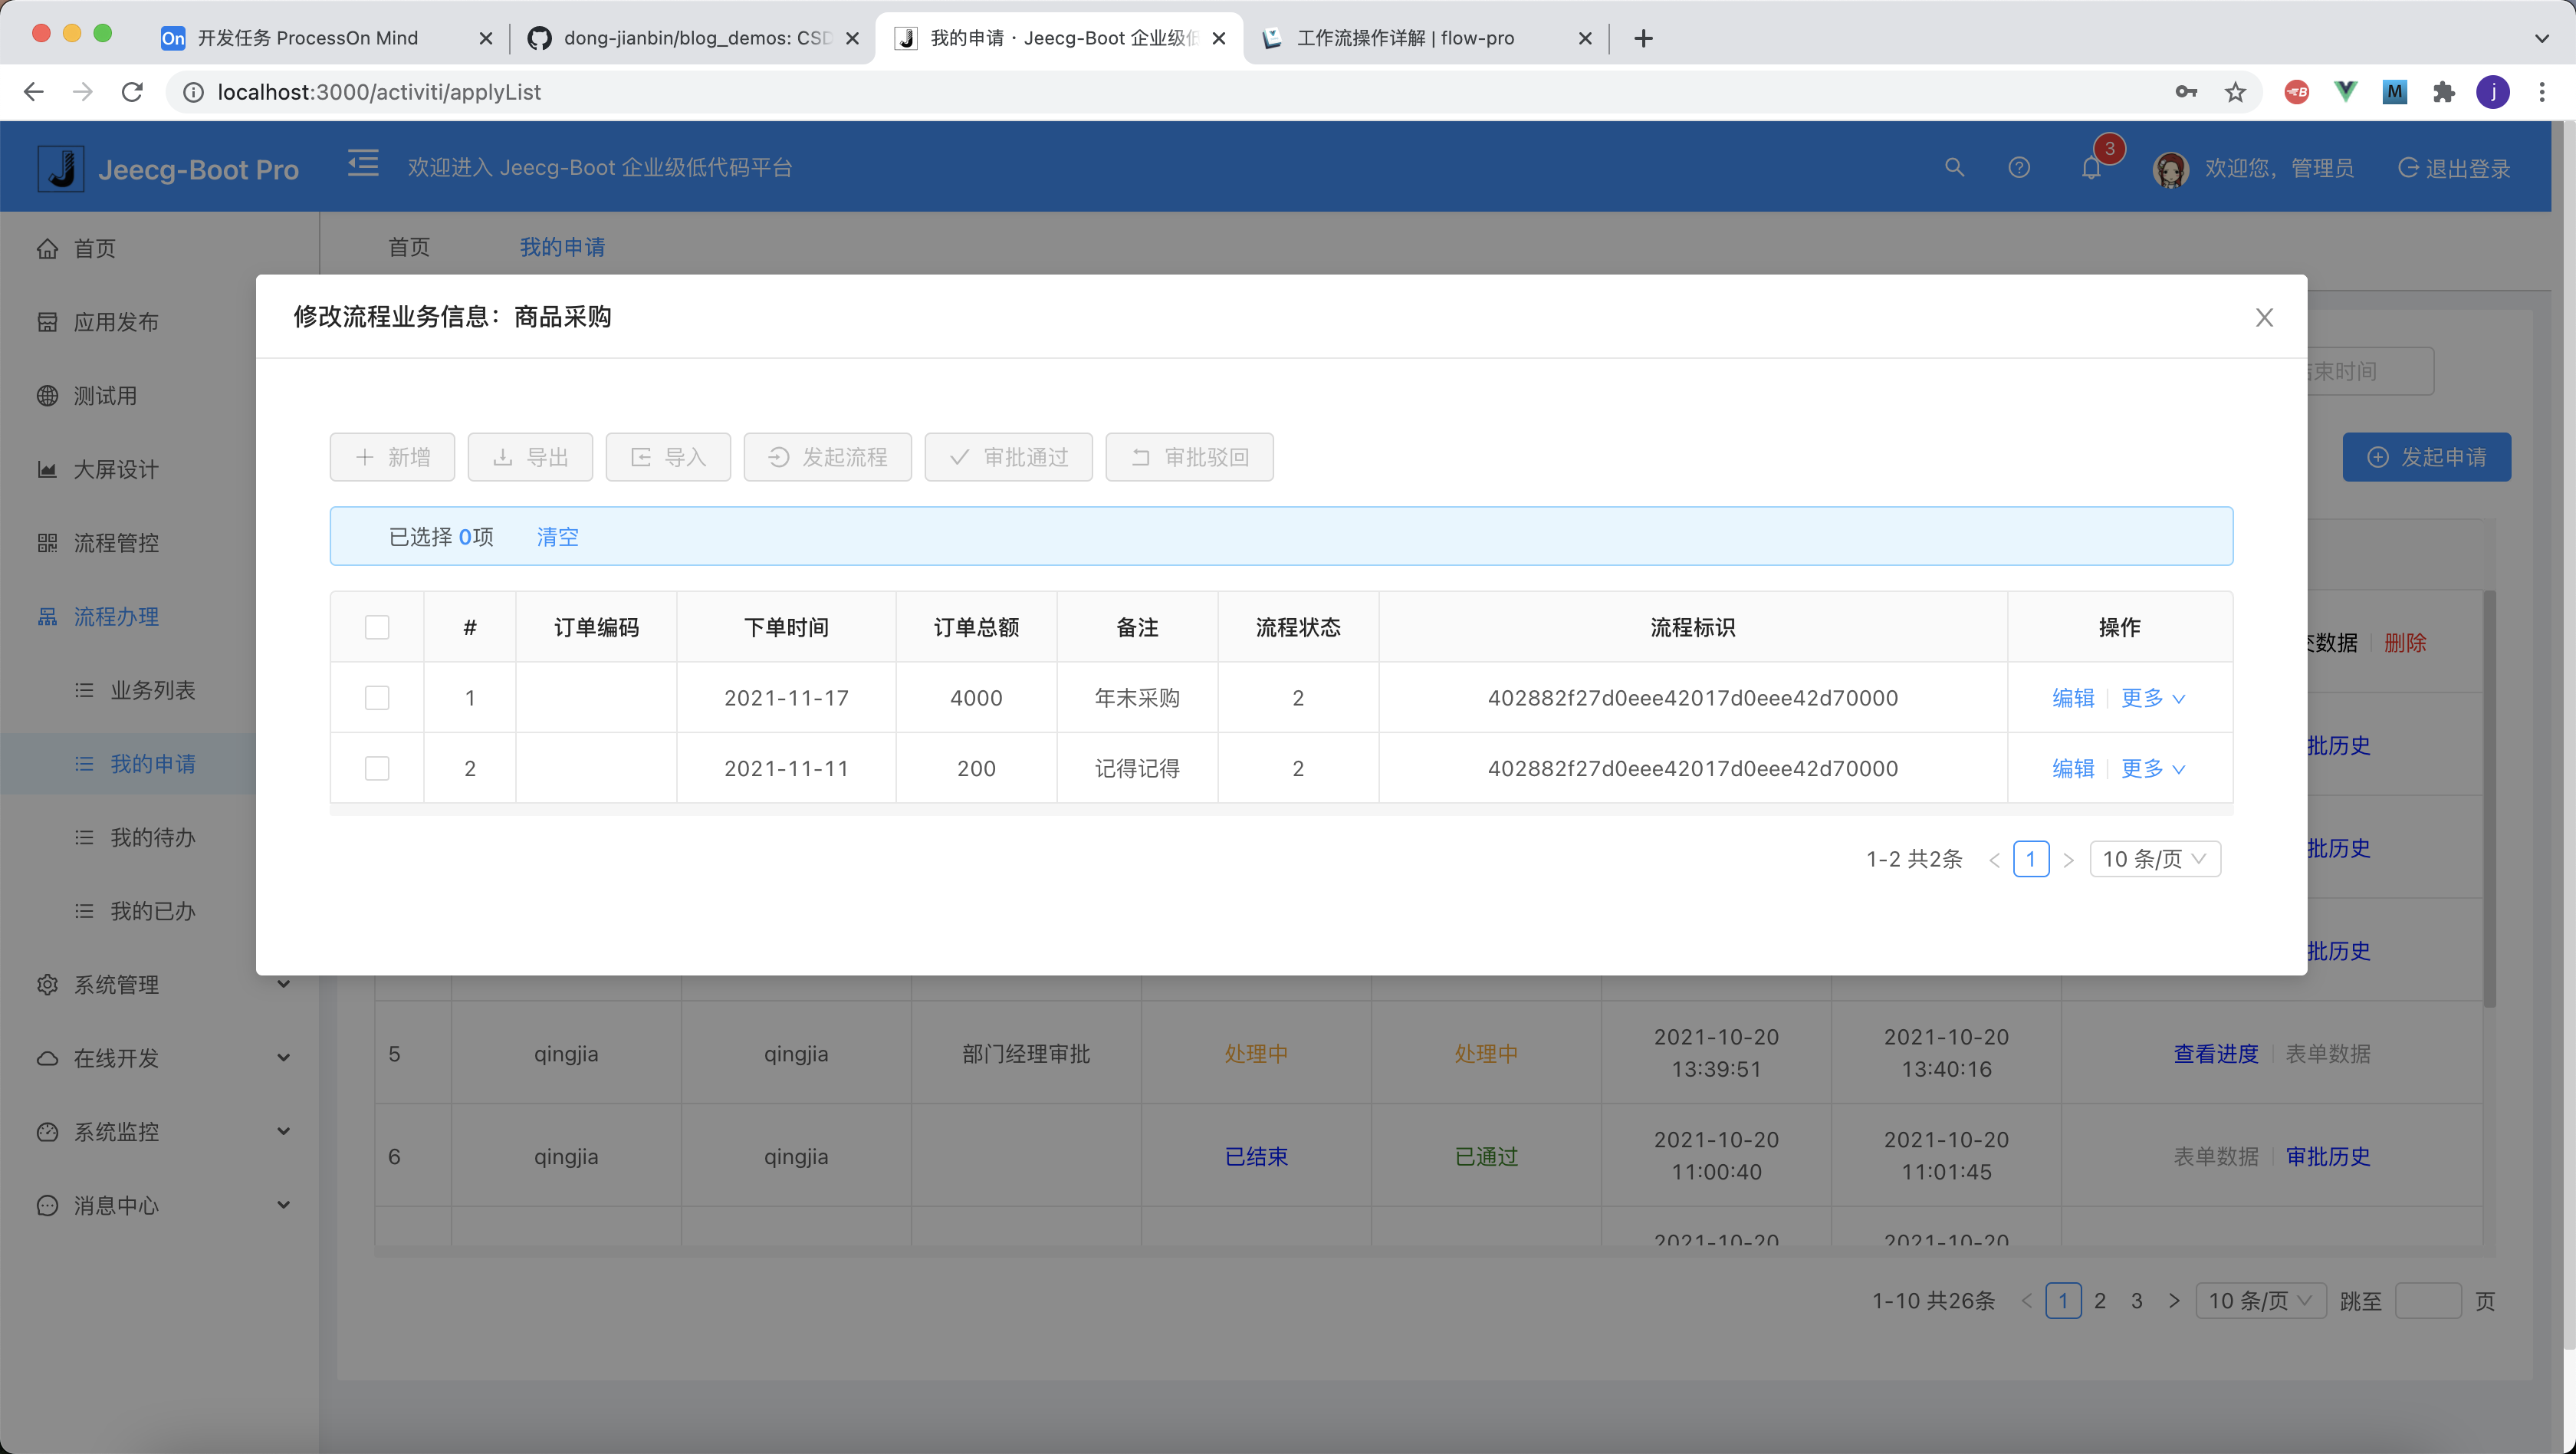 On 开发任务 ProcessOn Mind
dong-jianbin/blog_demos: CSD
我的申请 · Jeecg-Boot 企业级低
工作流操作详解 | flow-pro
localhost:3000/activiti/applyList
M
j
Jeecg-Boot Pro
欢迎进入 Jeecg-Boot 企业级低代码平台
3
欢迎您，管理员
退出登录
首页
应用发布
测试用
大屏设计
流程管控
流程办理
业务列表
我的申请
我的待办
我的已办
系统管理
在线开发
系统监控
消息中心
首页 我的申请
束时间
发起申请
修改流程业务信息：商品采购
新增 导出 导入 发起流程 审批通过 审批驳回
已选择 0项 清空
# 订单编码 下单时间 订单总额 备注 流程状态 流程标识 操作
1 2021-11-17 4000 年末采购 2 402882f27d0eee42017d0eee42d70000 编辑 更多
2 2021-11-11 200 记得记得 2 402882f27d0eee42017d0eee42d70000 编辑 更多
1-2 共2条 < 1 > 10 条/页
数据 删除
批历史
批历史
批历史
5 qingjia qingjia 部门经理审批 处理中 处理中 2021-10-20 13:39:51 2021-10-20 13:40:16 查看进度 表单数据
6 qingjia qingjia 已结束 已通过 2021-10-20 11:00:40 2021-10-20 11:01:45 表单数据 审批历史
2021-10-20 2021-10-20
1-10 共26条 < 1 2 3 > 10 条/页 跳至 页